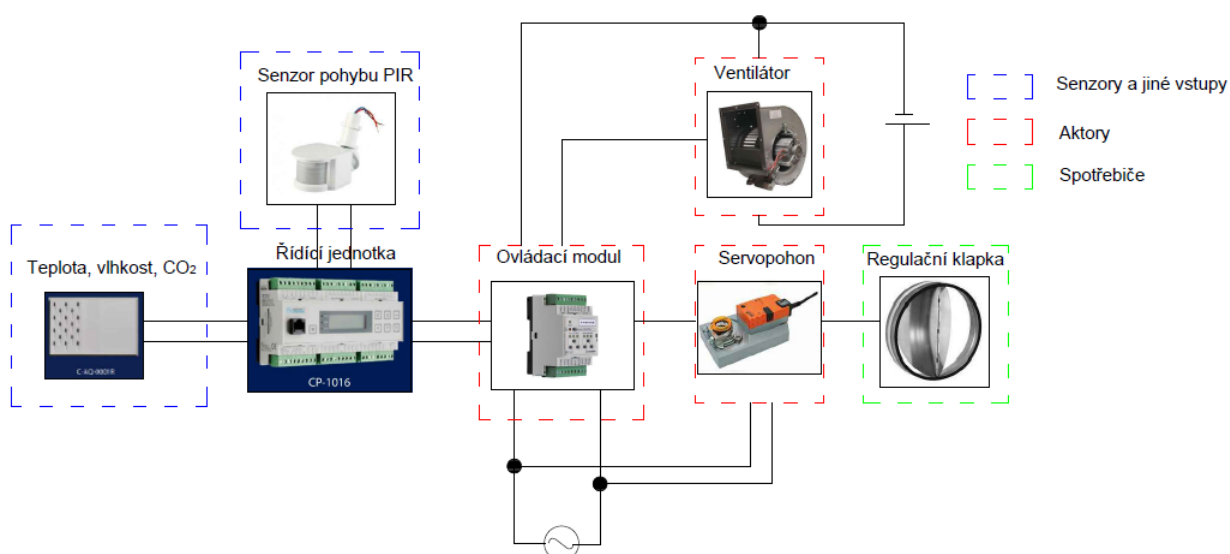 Senzor pohybu PIR
Ventilátor
Senzory a jiné vstupy
Aktory
Spotřebiče
Teplota, vlhkost, CO₂
Řídící jednotka
Ovládací modul
Servopohon
Regulační klapka
CP-1016